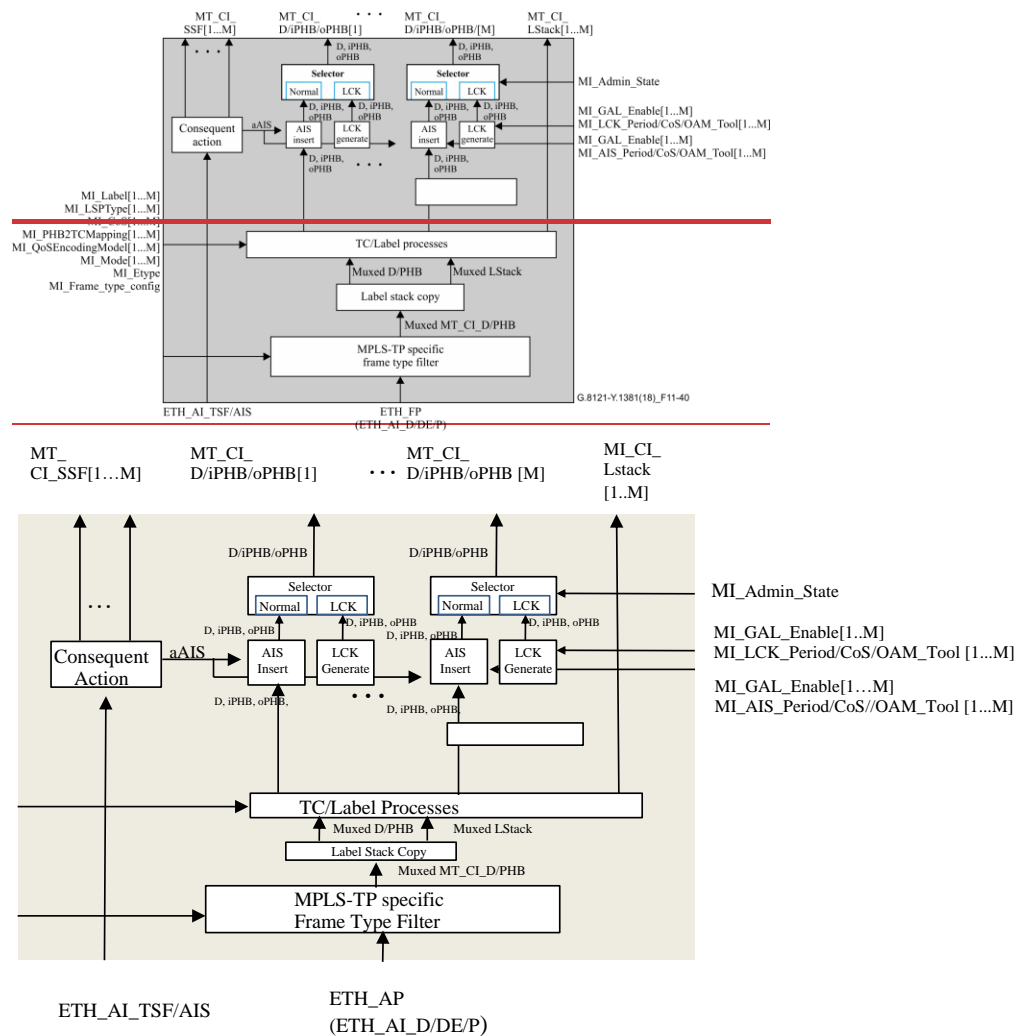 MT_CI_ MT_CI_ · · · MT_CI_ MT_CI_
SSF[1...M] D/iPHB/oPHB[1] D/iPHB/oPHB/[M] LStack[1...M]
D, iPHB, oPHB
D, iPHB, oPHB
· · ·
Selector
Normal LCK
Selector
Normal LCK
MI_Admin_State
D, iPHB, oPHB
D, iPHB, oPHB
MI_GAL_Enable[1...M]
MI_LCK_Period/CoS/OAM_Tool[1...M]
MI_GAL_Enable[1...M]
MI_AIS_Period/CoS/OAM_Tool[1...M]
Consequent action
aAIS
AIS insert
LCK generate
AIS insert
LCK generate
D, iPHB, oPHB
· · ·
D, iPHB, oPHB
MI_Label[1...M]
MI_LSPType[1...M]
MI_CoS[1...M]
MI_PHB2TCMapping[1...M]
MI_QoSEncodingModel[1...M]
MI_Mode[1...M]
MI_Etype
MI_Frame_type_config
TC/Label processes
Muxed D/PHB Muxed LStack
Label stack copy
Muxed MT_CI_D/PHB
MPLS-TP specific
frame type filter
G.8121-Y.1381(18)_F11-40
ETH_AI_TSF/AIS ETH_FP
(ETH_AI_D/DE/P)
MT_ MT_CI_ MT_CI_ MI_CI_
CI_SSF[1…M] D/iPHB/oPHB[1] · · · D/iPHB/oPHB [M] Lstack
[1..M]
D/iPHB/oPHB D/iPHB/oPHB
Selector Selector
Normal LCK Normal LCK
MI_Admin_State
...
D, iPHB, oPHB D, iPHB, oPHB D, iPHB, oPHB D, iPHB, oPHB
MI_GAL_Enable[1..M]
MI_LCK_Period/CoS/OAM_Tool [1...M]
MI_GAL_Enable[1…M]
MI_AIS_Period/CoS//OAM_Tool [1...M]
Consequent
Action
aAIS
AIS Insert
LCK Generate
AIS Insert
LCK Generate
D, iPHB, oPHB, · · · D, iPHB, oPHB,
TC/Label Processes
Muxed D/PHB Muxed LStack
Label Stack Copy
Muxed MT_CI_D/PHB
MPLS-TP specific
Frame Type Filter
ETH_AI_TSF/AIS ETH_AP
(ETH_AI_D/DE/P)